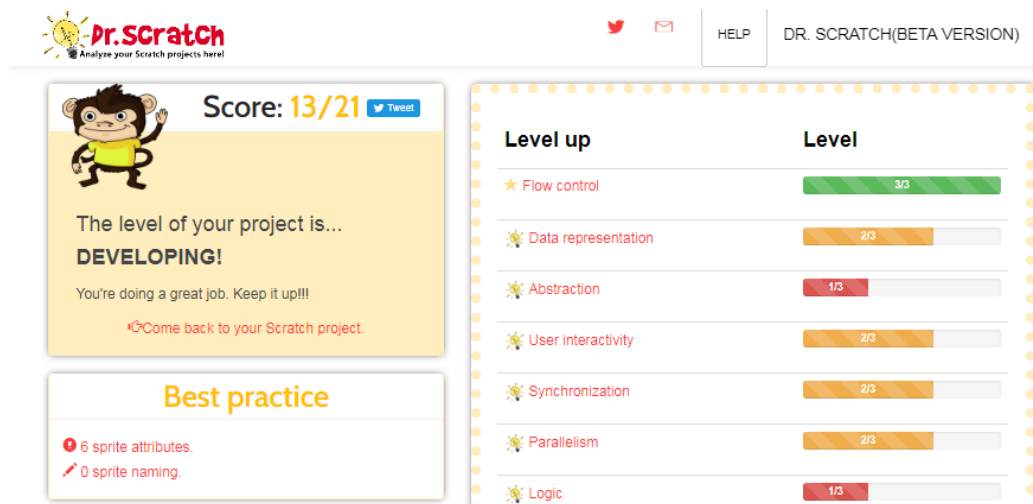 Dr.Scratch
Analyze your Scratch projects here!
HELP
DR. SCRATCH(BETA VERSION)
Score: 13/21
Tweet
The level of your project is...
DEVELOPING!
You're doing a great job. Keep it up!!!
Come back to your Scratch project.
Best practice
6 sprite attributes.
0 sprite naming.
Level up Level
Flow control 3/3
Data representation 2/3
Abstraction 1/3
User interactivity 2/3
Synchronization 2/3
Parallelism 2/3
Logic 1/3